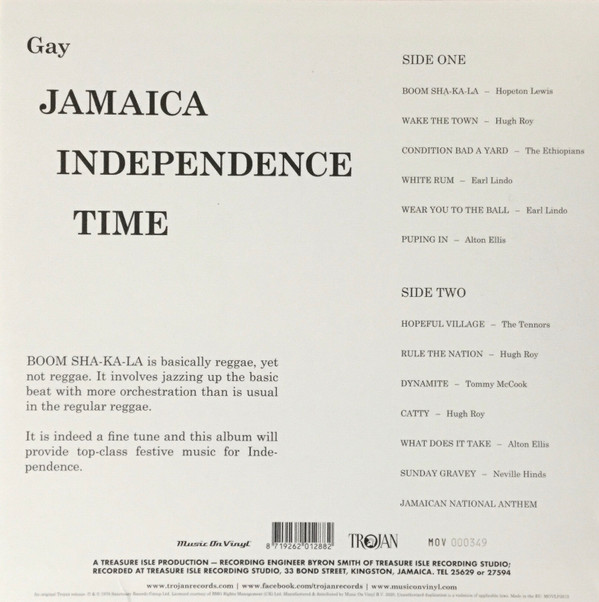 Gay
JAMAICA
INDEPENDENCE
TIME
BOOM SHA-KA-LA is basically reggae, yet
not reggae. It involves jazzing up the basic
beat with more orchestration than is usual
in the regular reggae.
It is indeed a fine tune and this album will
provide top-class festive music for Inde-
pendence.
SIDE ONE
BOOM SHA-KA-LA – Hopeton Lewis
WAKE THE TOWN – Hugh Roy
CONDITION BAD A YARD – The Ethiopians
WHITE RUM – Earl Lindo
WEAR YOU TO THE BALL – Earl Lindo
PUPING IN – Alton Ellis
SIDE TWO
HOPEFUL VILLAGE – The Tennors
RULE THE NATION – Hugh Roy
DYNAMITE – Tommy McCook
CATTY – Hugh Roy
WHAT DOES IT TAKE – Alton Ellis
SUNDAY GRAVEY – Neville Hinds
JAMAICAN NATIONAL ANTHEM
Music On Vinyl
8 719262 012882
TROJAN
MOV 000349
A TREASURE ISLE PRODUCTION — RECORDING ENGINEER BYRON SMITH OF TREASURE ISLE RECORDING STUDIO;
RECORDED AT TREASURE ISLE RECORDING STUDIO, 33 BOND STREET, KINGSTON, JAMAICA. TEL 25629 or 27594
www.trojanrecords.com | www.facebook.com/trojanrecords | www.musiconvinyl.com